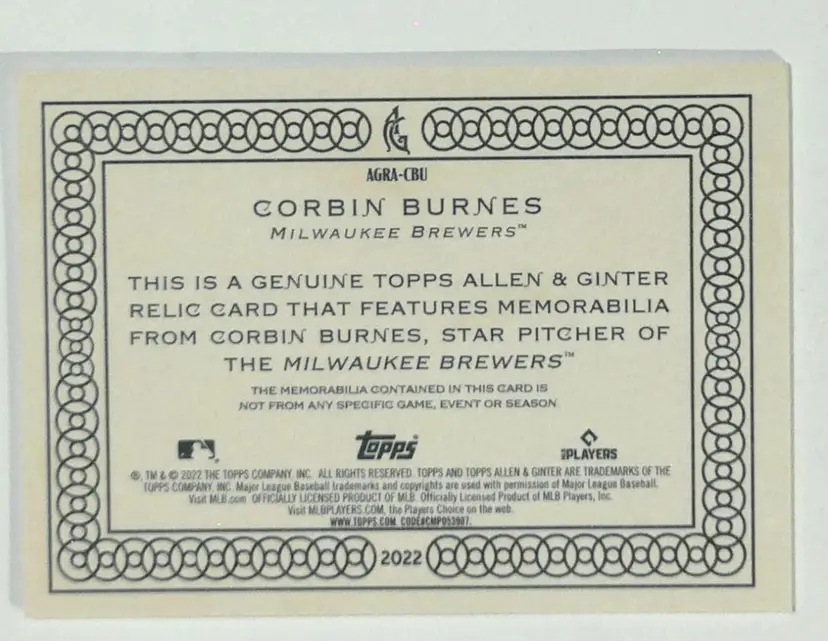 AG
AGRA-CBU
CORBIN BURNES
MILWAUKEE BREWERS™
THIS IS A GENUINE TOPPS ALLEN & GINTER
RELIC CARD THAT FEATURES MEMORABILIA
FROM CORBIN BURNES, STAR PITCHER OF
THE MILWAUKEE BREWERS™
THE MEMORABILIA CONTAINED IN THIS CARD IS
NOT FROM ANY SPECIFIC GAME, EVENT OR SEASON
topps PLAYERS
®, TM & © 2022 THE TOPPS COMPANY, INC. ALL RIGHTS RESERVED. TOPPS AND TOPPS ALLEN & GINTER ARE TRADEMARKS OF THE
TOPPS COMPANY, INC. Major League Baseball trademarks and copyrights are used with permission of Major League Baseball.
Visit MLB.com. OFFICIALLY LICENSED PRODUCT OF MLB. Officially Licensed Product of MLB Players, Inc.
Visit MLBPLAYERS.COM, the Players Choice on the web.
WWW.TOPPS.COM. CODE#CMP053987.
2022